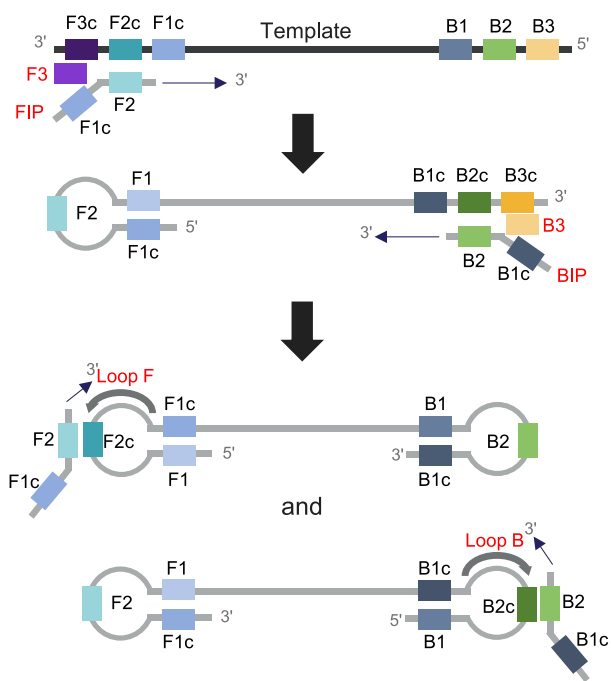 F3c F2c F1c Template B1 B2 B3
3' 5'
F3
F2 3'
FIP F1c
F1 B1c B2c B3c
3'
F2
F1c 5' 3' B2 B1c B3
BIP
3' Loop F
F1c B1
F2 F2c B2
F1c F1 5' 3' B1c
and
3'
Loop B
F1 B1c
F2 B2c B2
F1c 3' 5' B1 B1c